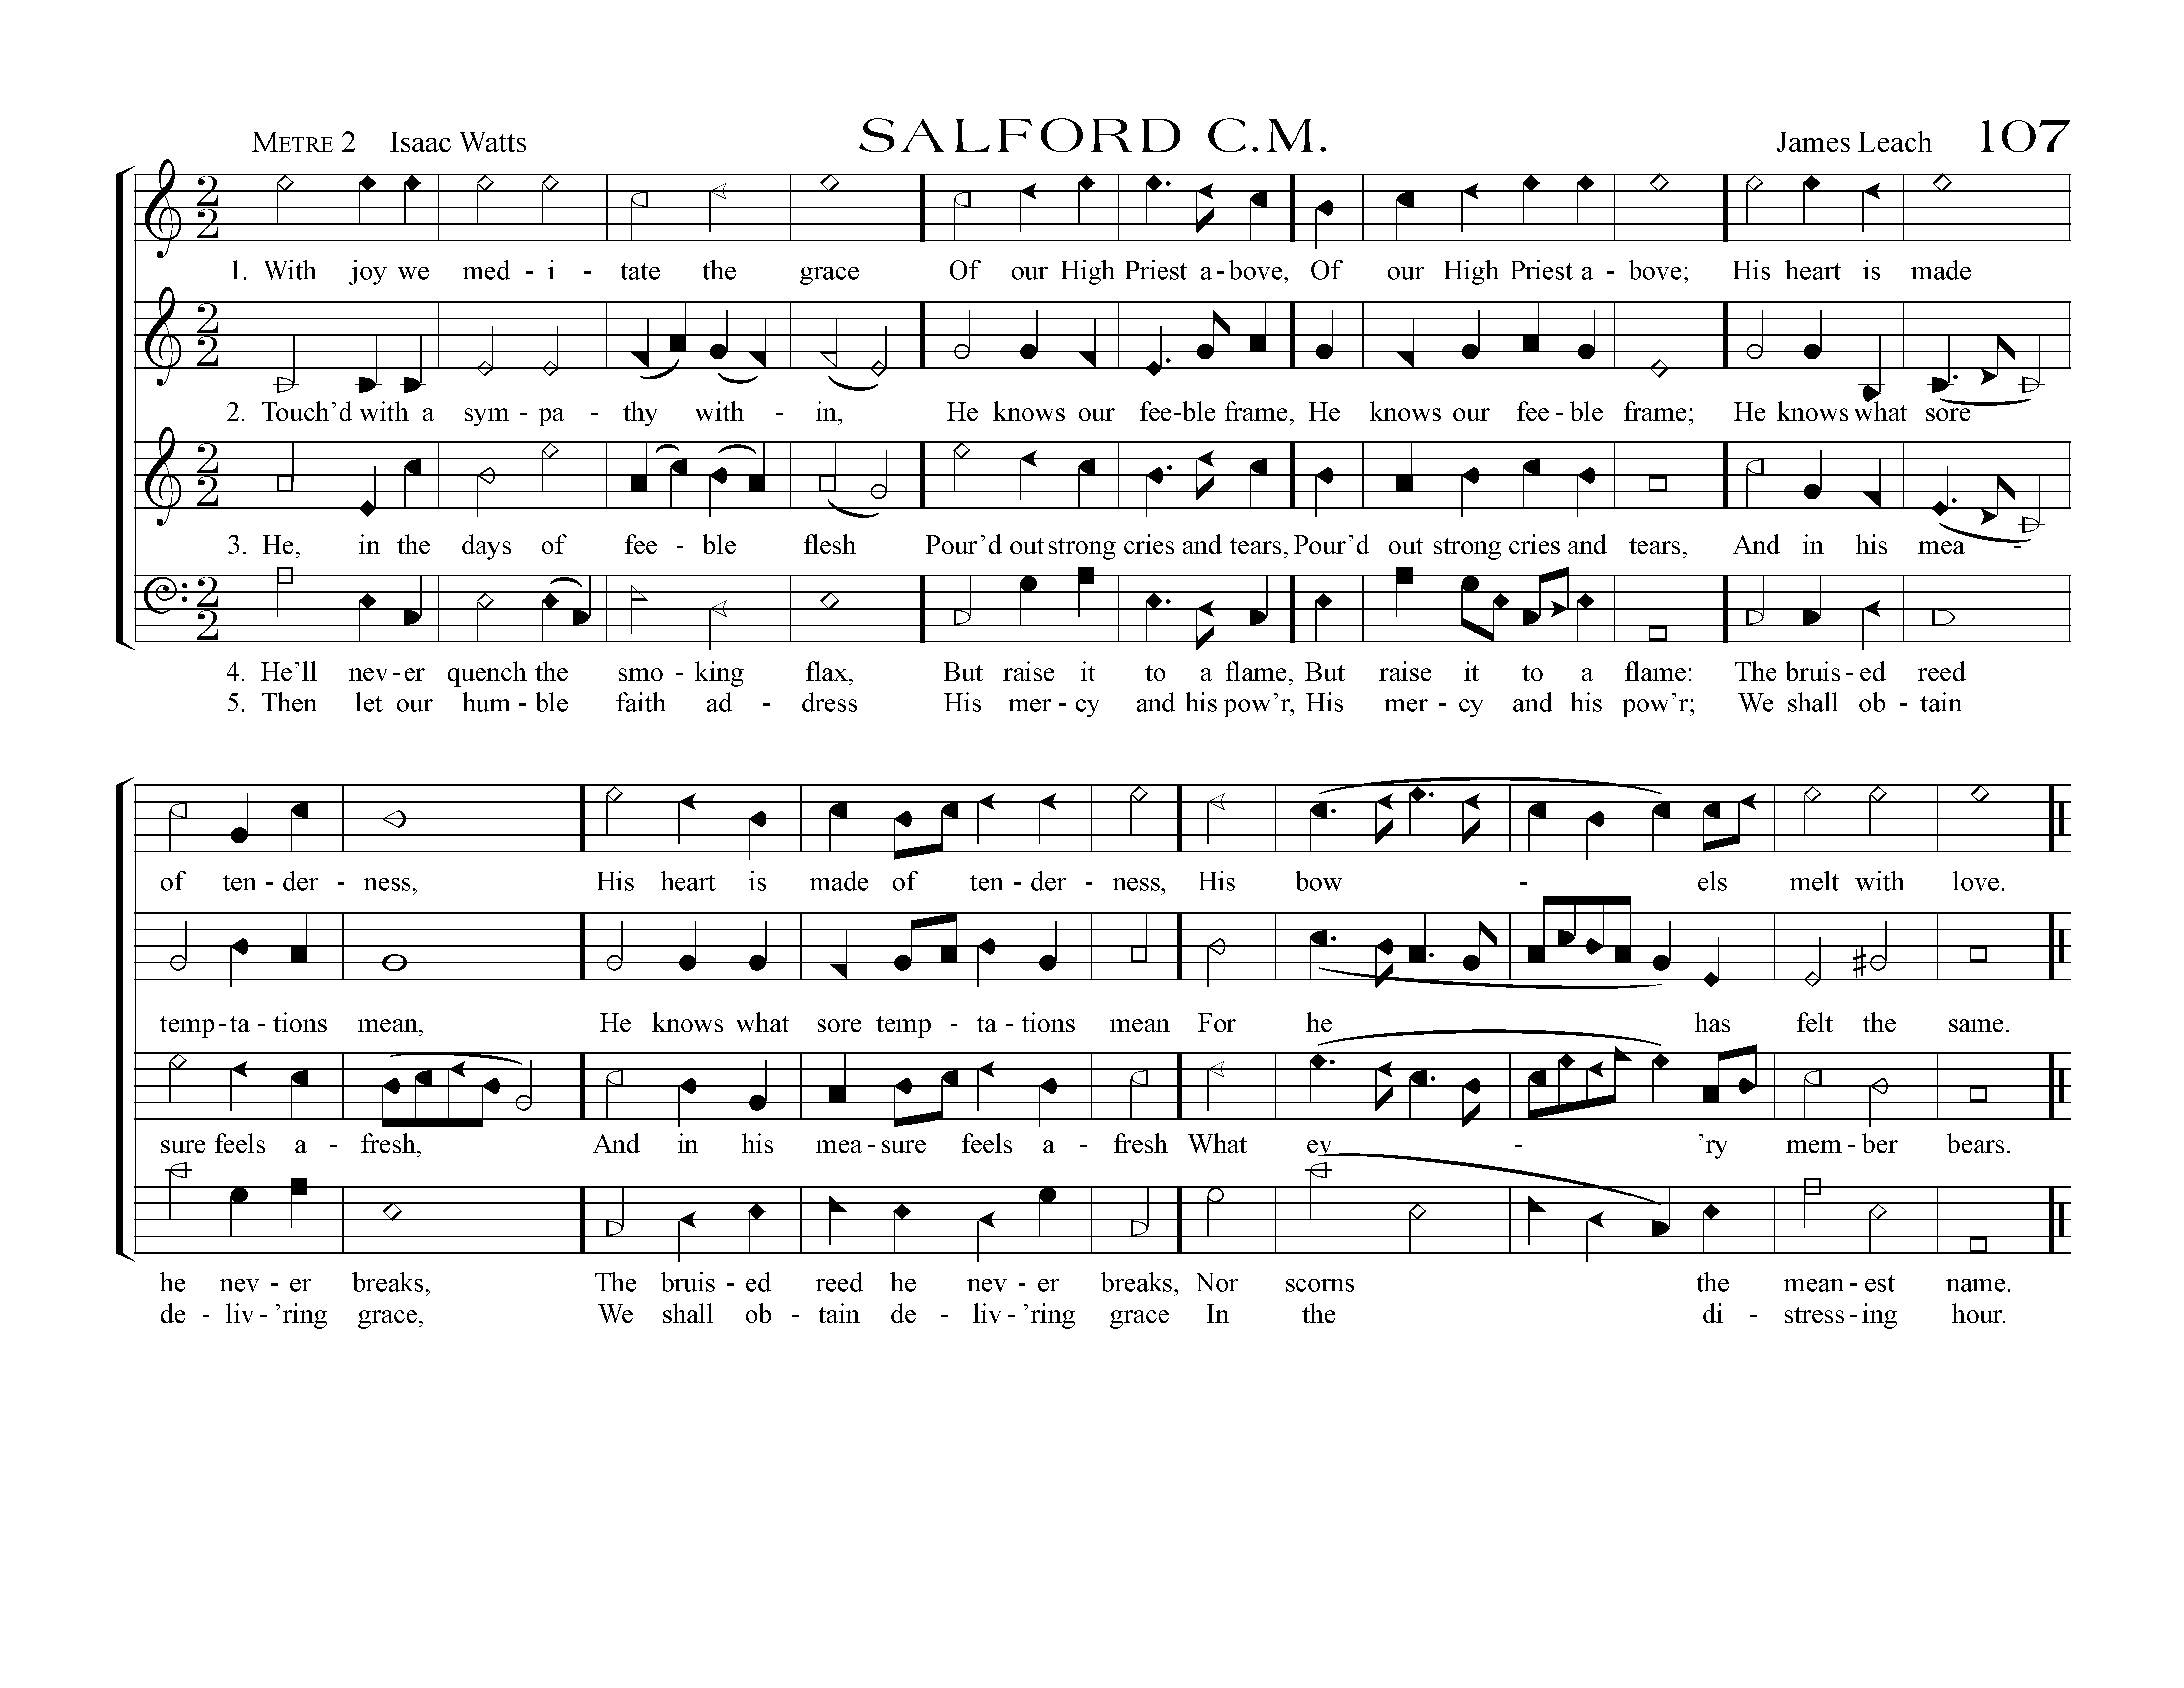 METRE 2 Isaac Watts SALFORD C.M. James Leach 107
1. With joy we med - i - tate the grace Of our High Priest a - bove, Of our High Priest a - bove; His heart is made
2. Touch’d with a sym - pa - thy with - in, He knows our fee - ble frame, He knows our fee - ble frame; He knows what sore
3. He, in the days of fee - ble flesh Pour’d out strong cries and tears, Pour’d out strong cries and tears, And in his mea -
4. He’ll nev - er quench the smo - king flax, But raise it to a flame, But raise it to a flame: The bruis - ed reed
5. Then let our hum - ble faith ad - dress His mer - cy and his pow’r, His mer - cy and his pow’r; We shall ob - tain
of ten - der - ness, His heart is made of ten - der - ness, His bow - els melt with love.
temp - ta - tions mean, He knows what sore temp - ta - tions mean For he has felt the same.
sure feels a - fresh, And in his mea - sure feels a - fresh What ev - ’ry mem - ber bears.
he nev - er breaks, The bruis - ed reed he nev - er breaks, Nor scorns the mean - est name.
de - liv - ’ring grace, We shall ob - tain de - liv - ’ring grace In the di - stress - ing hour.